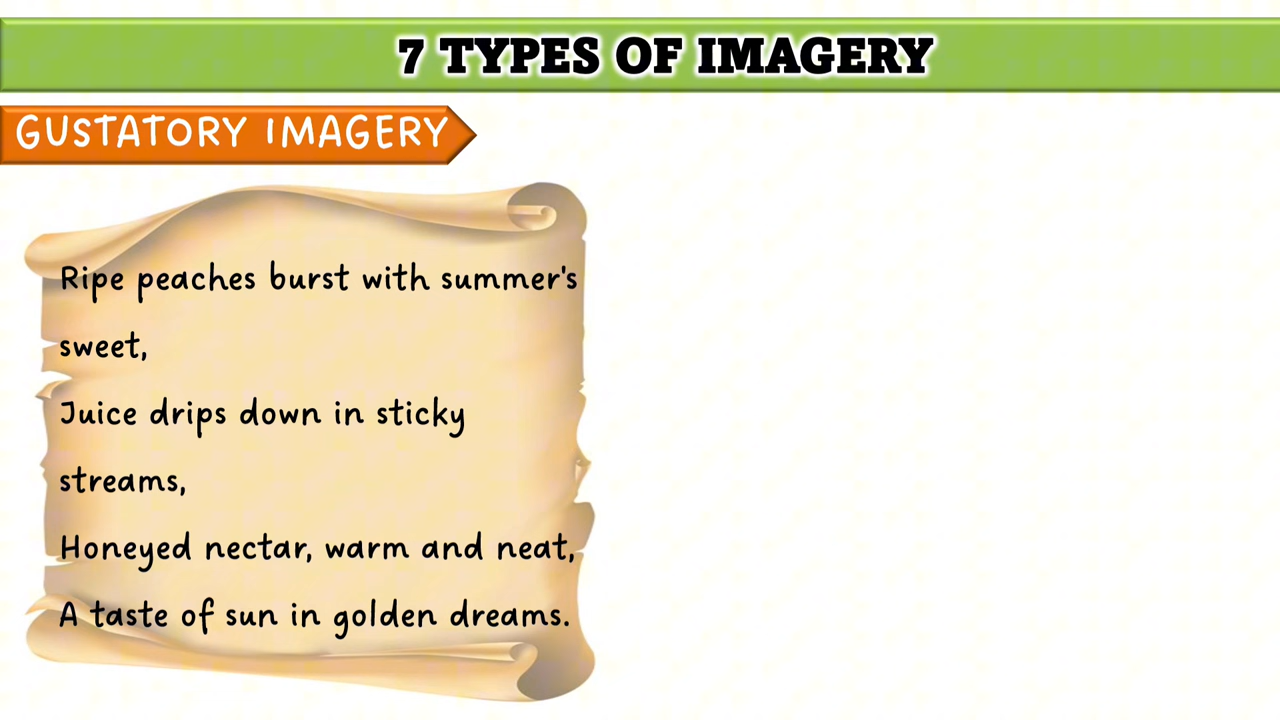 7 TYPES OF IMAGERY
GUSTATORY IMAGERY
Ripe peaches burst with summer's
sweet,
Juice drips down in sticky
streams,
Honeyed nectar, warm and neat,
A taste of sun in golden dreams.